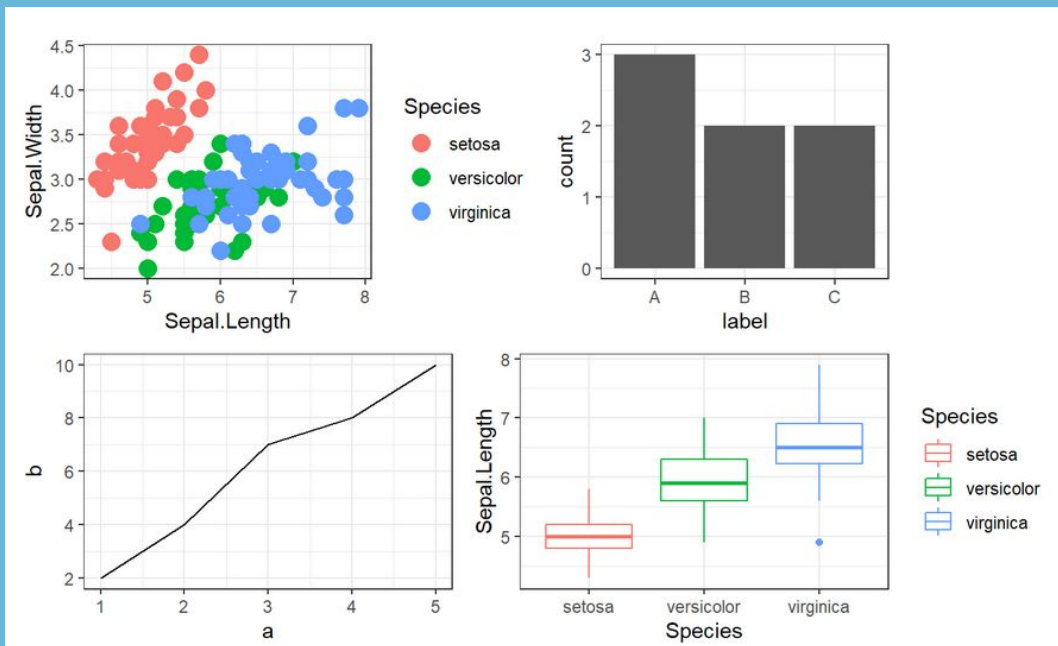 4.5
4.0
3.5
3.0
2.5
2.0
Sepal.Width
5 6 7 8
Sepal.Length
Species
setosa
versicolor
virginica
3
2
1
0
count
A B C
label
10
8
6
4
2
b
1 2 3 4 5
a
8
7
6
5
Sepal.Length
setosa versicolor virginica
Species
Species
setosa
versicolor
virginica